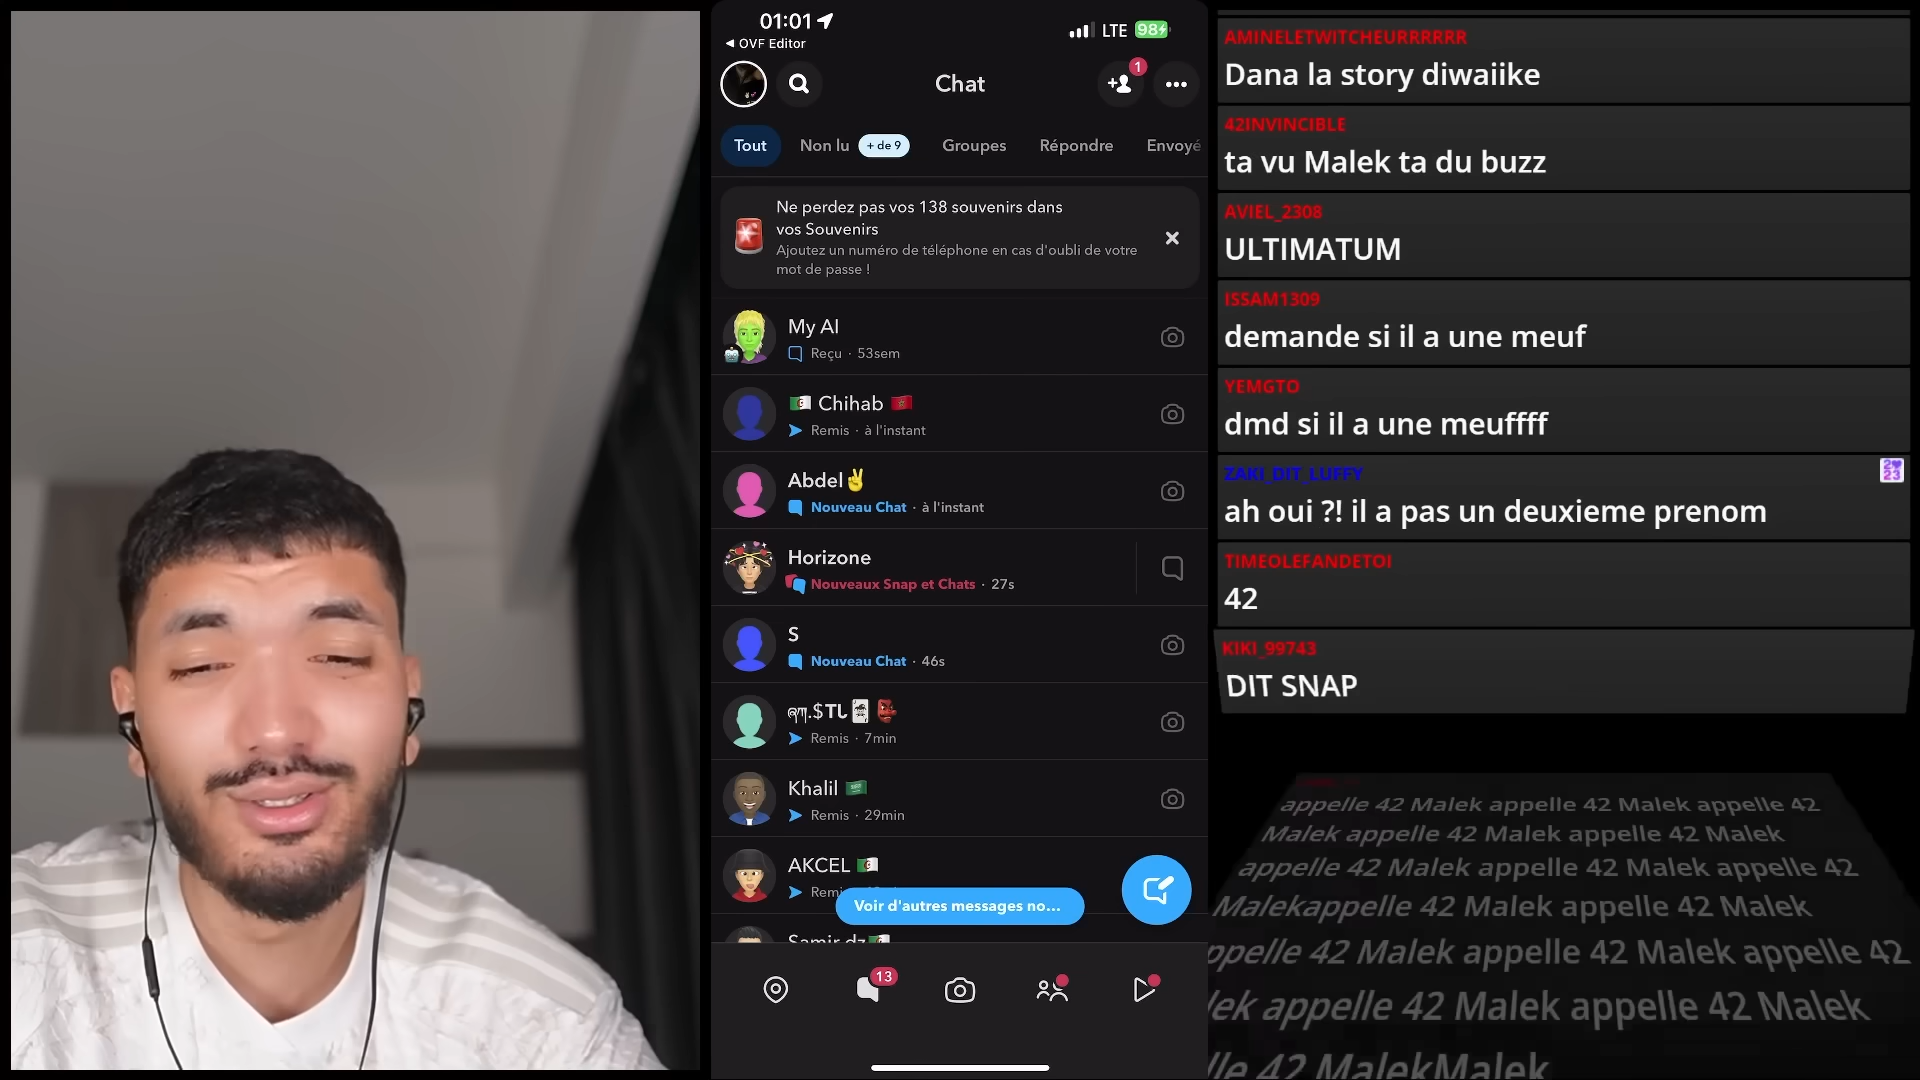 01:01
OVF Editor
LTE
98
Chat
1
Tout
Non lu
+ de 9
Groupes
Répondre
Envoyé
Ne perdez pas vos 138 souvenirs dans
vos Souvenirs
Ajoutez un numéro de téléphone en cas d'oubli de votre
mot de passe !
My AI
Reçu · 53sem
Chihab
Remis · à l'instant
Abdel
Nouveau Chat · à l'instant
Horizone
Nouveaux Snap et Chats · 27s
S
Nouveau Chat · 46s
Remis · 7min
Khalil
Remis · 29min
AKCEL
Voir d'autres messages no...
Samir dz
13
AMINELETWITCHEURRRRRR
Dana la story diwaiike
42INVINCIBLE
ta vu Malek ta du buzz
AVIEL_2308
ULTIMATUM
ISSAM1309
demande si il a une meuf
YEMGTO
dmd si il a une meuffff
ZAKI_DIT_LUFFY
ah oui ?! il a pas un deuxieme prenom
TIMEOLEFANDETOI
42
KIKI_99743
DIT SNAP
appelle 42 Malek appelle 42 Malek appelle 42
Malek appelle 42 Malek appelle 42 Malek
appelle 42 Malek appelle 42 Malek appelle 42
Malekappelle 42 Malek appelle 42 Malek
42 Malek appelle 42 Malek appelle 42
appelle 42 Malek appelle 42 Malek
42 MalekMalek